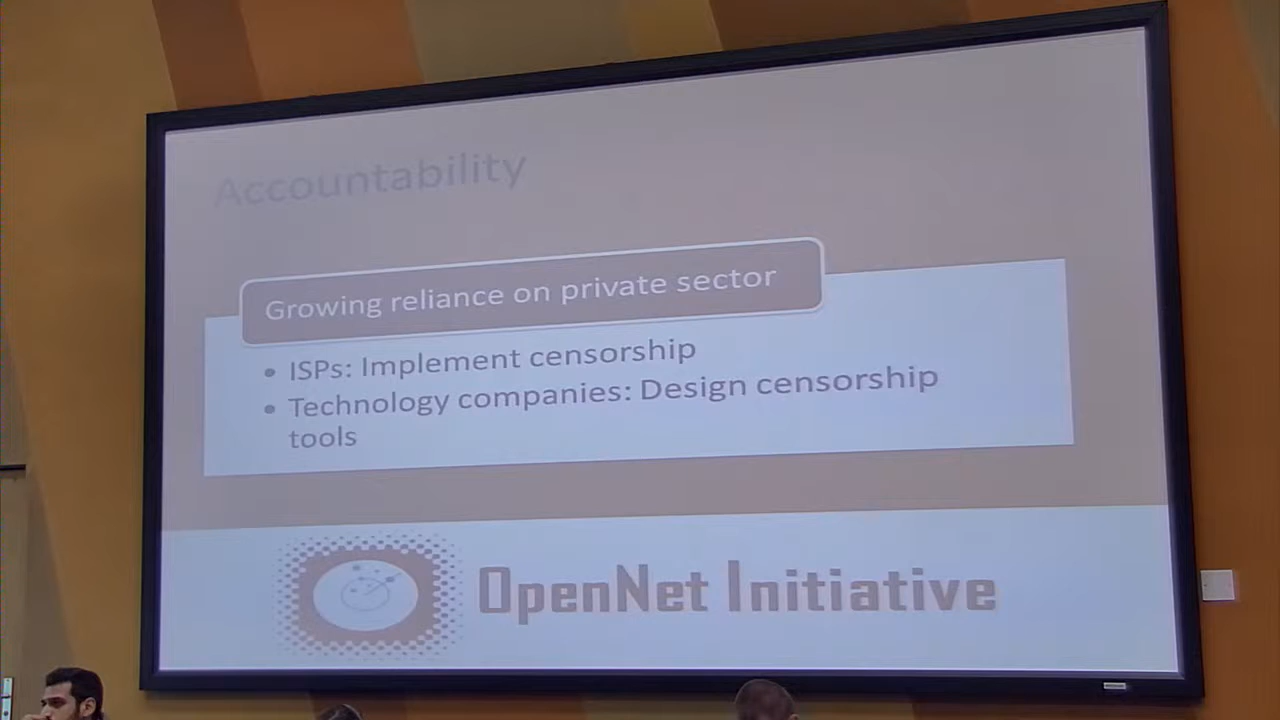 Accountability
Growing reliance on private sector
• ISPs: Implement censorship
• Technology companies: Design censorship
tools
OpenNet Initiative